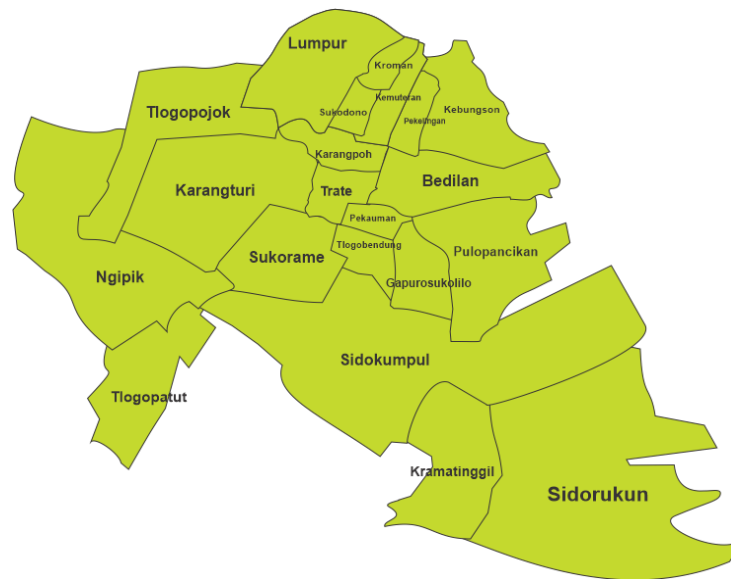 Lumpur
Kroman
Kemuteran
Tlogopojok
Sukodono
Pekelingan
Kebungson
Karangpoh
Karangturi
Trate
Bedilan
Pekauman
Tlogobendung
Pulopancikan
Sukorame
Ngipik
Gapurosukolilo
Sidokumpul
Tlogopatut
Kramatinggil
Sidorukun